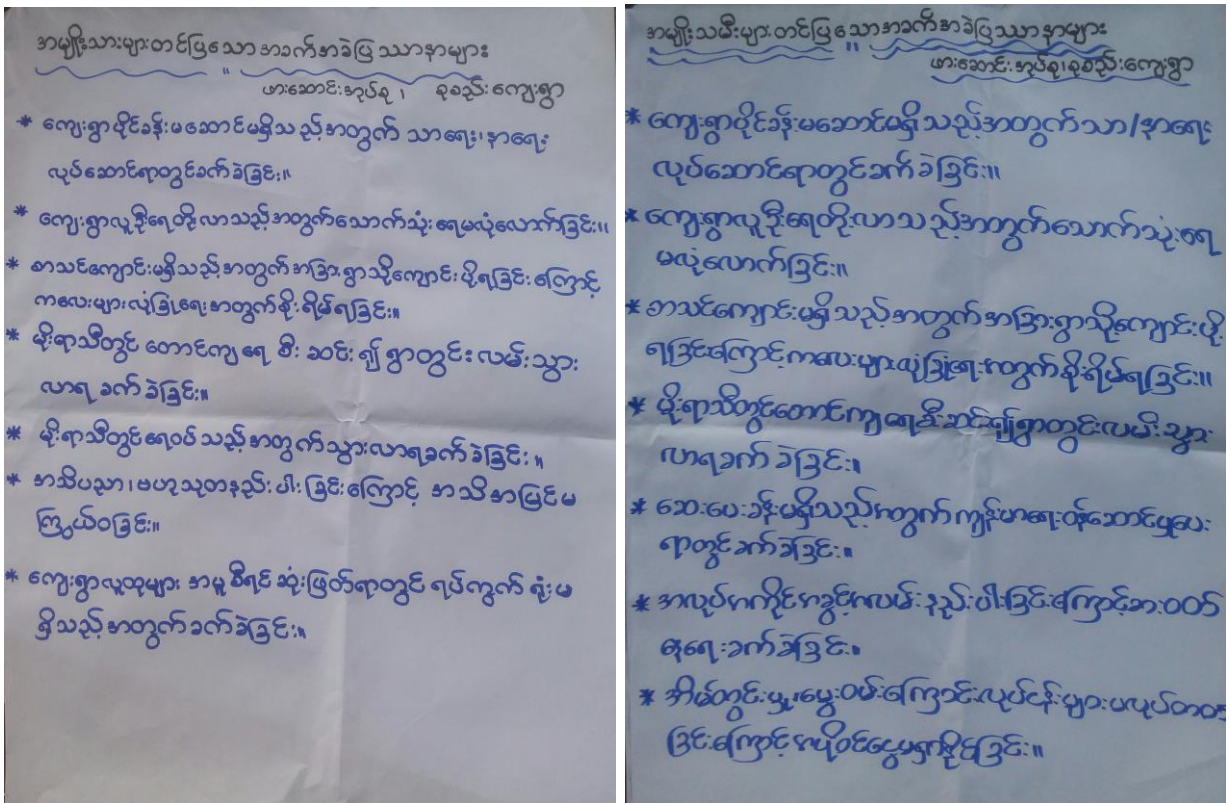 အမျိုးသားများတင်ပြသော အခက်အခဲပြဿနာများ
ဖားဆောင်းအုပ်စု၊ စုစည်းကျေးရွာ
* ကျေးရွာပိုင်ခန်းမဆောင်မရှိသည့်အတွက် သာရေး၊နာရေး
လုပ်ဆောင်ရာတွင်ခက်ခဲခြင်း။
* ကျေးရွာလူဦးရေတိုးလာသည့်အတွက်သောက်သုံးရေမလုံလောက်ခြင်း။
* စာသင်ကျောင်းမရှိသည့်အတွက်အခြားရွာသို့ကျောင်းပို့ရခြင်းကြောင့်
ကလေးများလုံခြုံရေးအတွက်စိုးရိမ်ရခြင်း။
* မိုးရာသီတွင် တောင်ကျရေ စီးဆင်း၍ရွာတွင်းလမ်းသွား
လာရခက်ခဲခြင်း။
* မိုးရာသီတွင်ရေဝပ်သည့်အတွက်သွားလာရခက်ခဲခြင်း။
* အသိပညာ၊ဗဟုသုတနည်းပါးခြင်းကြောင့် အသိအမြင်မ
ကြွယ်ဝခြင်း။
* ကျေးရွာလူထုများ အမှုစီရင်ဆုံးဖြတ်ရာတွင် ရပ်ကွက်ရုံးမ
ရှိသည့်အတွက်ခက်ခဲခြင်း။
အမျိုးသမီးများတင်ပြသောအခက်အခဲပြဿနာများ
ဖားဆောင်းအုပ်စု၊စုစည်းကျေးရွာ
* ကျေးရွာပိုင်ခန်းမဆောင်မရှိသည့်အတွက်သာ/နာရေး
လုပ်ဆောင်ရာတွင်ခက်ခဲခြင်း။
* ကျေးရွာလူဦးရေတိုးလာသည့်အတွက်သောက်သုံးရေ
မလုံလောက်ခြင်း။
* စာသင်ကျောင်းမရှိသည့်အတွက်အခြားရွာသို့ကျောင်းပို့
ရခြင်းကြောင့်ကလေးများလုံခြုံရေးအတွက်စိုးရိမ်ရခြင်း။
* မိုးရာသီတွင်တောင်ကျရေစီးဆင်း၍ရွာတွင်းလမ်းသွား
လာရခက်ခဲခြင်း။
* ဆေးပေးခန်းမရှိသည့်အတွက်ကျန်းမာရေးဝန်ဆောင်မှုပေး
ရာတွင်ခက်ခဲခြင်း။
* အလုပ်အကိုင်အခွင့်အလမ်းနည်းပါးခြင်းကြောင့်စားဝတ်
နေရေးခက်ခဲခြင်း။
* အိမ်တွင်းမှုမွေးဝမ်းကြောင်းလုပ်ငန်းများမလုပ်တတ်
ခြင်းကြောင့်အပိုဝင်ငွေမရှာနိုင်ခြင်း။